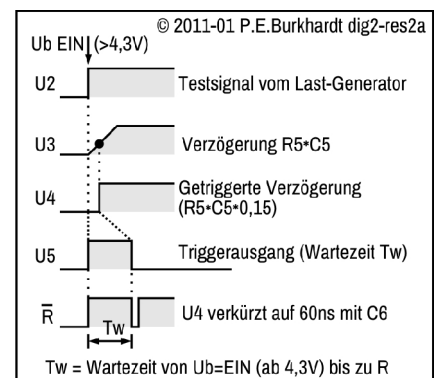 © 2011-01 P.E.Burkhardt dig2-res2a
Ub EIN (>4,3V)
U2 Testsignal vom Last-Generator
U3 Verzögerung R5*C5
U4 Getriggerte Verzögerung
(R5*C5*0,15)
U5 Triggerausgang (Wartezeit Tw)
R̅ U4 verkürzt auf 60ns mit C6
Tw
Tw = Wartezeit von Ub=EIN (ab 4,3V) bis zu R